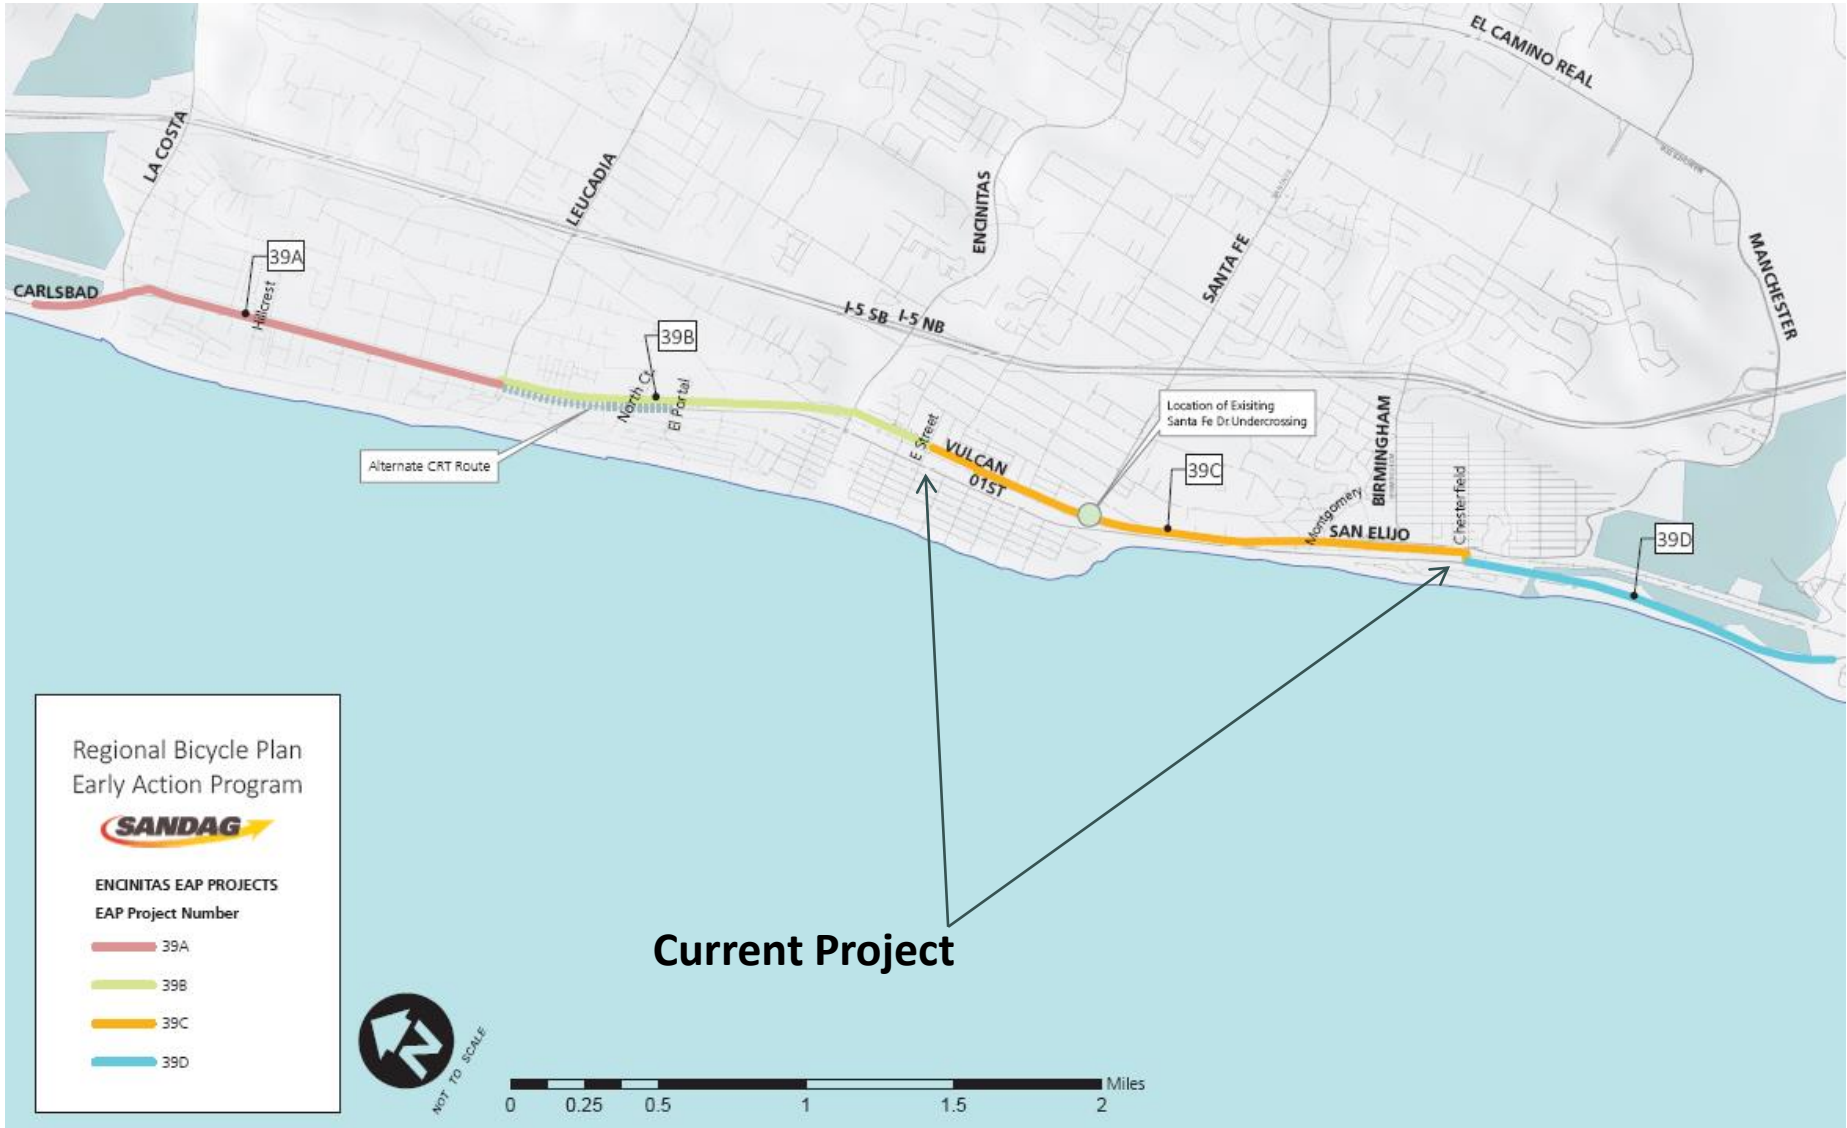 EL CAMINO REAL
LA COSTA
LEUCADIA
ENCINITAS
SANTA FE
MANCHESTER
39A
CARLSBAD
Hillcrest
I-5 SB
I-5 NB
39B
North Ct.
El Portal
Alternate CRT Route
E Street
VULCAN
01ST
Location of Exisiting
Santa Fe Dr. Undercrossing
39C
BIRMINGHAM
Montgomery
SAN ELIJO
Chesterfield
39D
Current Project
Regional Bicycle Plan
Early Action Program
SANDAG
ENCINITAS EAP PROJECTS
EAP Project Number
39A
39B
39C
39D
N
NOT TO SCALE
Miles
0 0.25 0.5 1 1.5 2